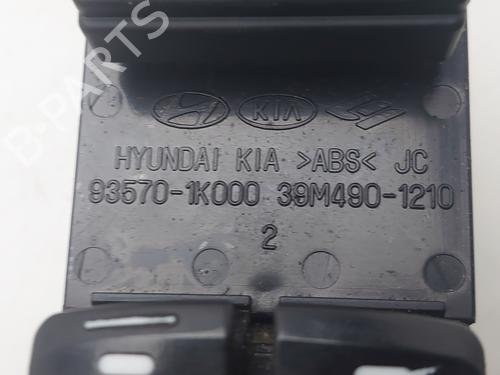 B-PARTS
KIA
HYUNDAI KIA >ABS< JC
93570-1K000 39M490-1210
2